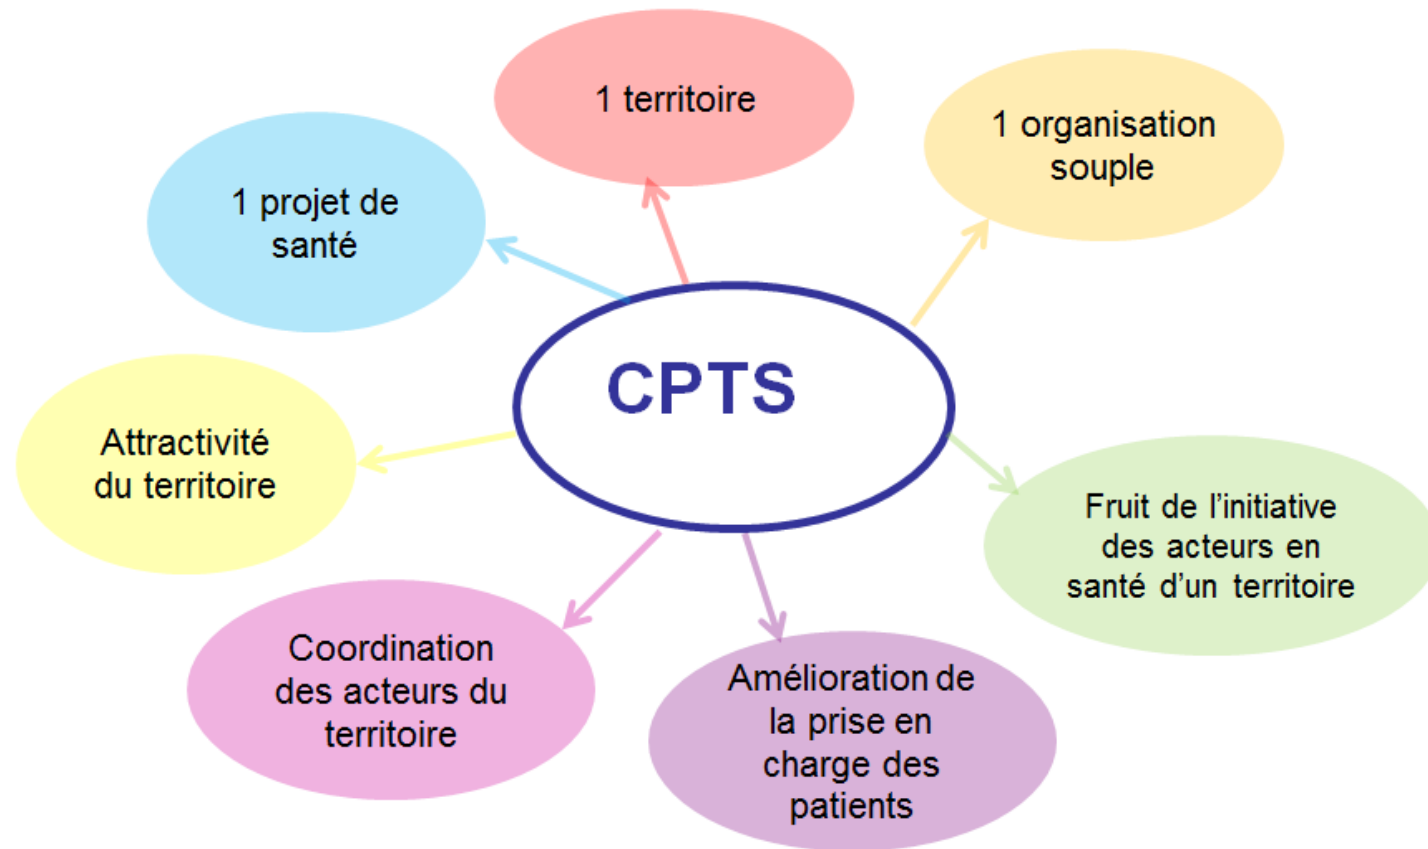 1 territoire
1 organisation
souple
1 projet de
santé
CPTS
Attractivité
du territoire
Fruit de l'initiative
des acteurs en
santé d'un territoire
Coordination
des acteurs du
territoire
Amélioration de
la prise en
charge des
patients